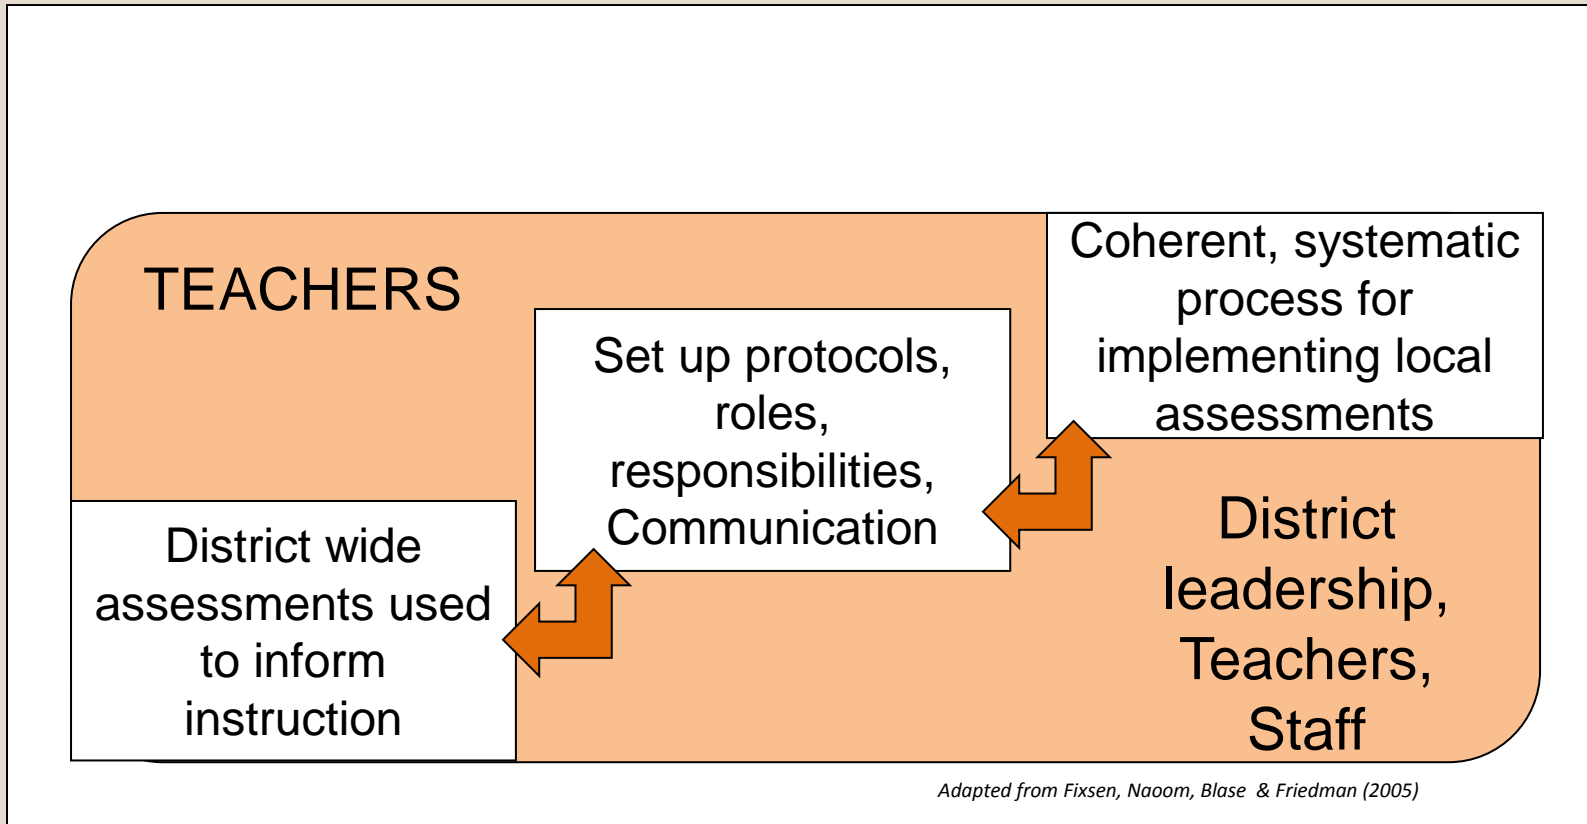 TEACHERS
Coherent, systematic
process for
implementing local
assessments
Set up protocols,
roles,
responsibilities,
Communication
District wide
assessments used
to inform
instruction
District
leadership,
Teachers,
Staff
Adapted from Fixsen, Naoom, Blase & Friedman (2005)